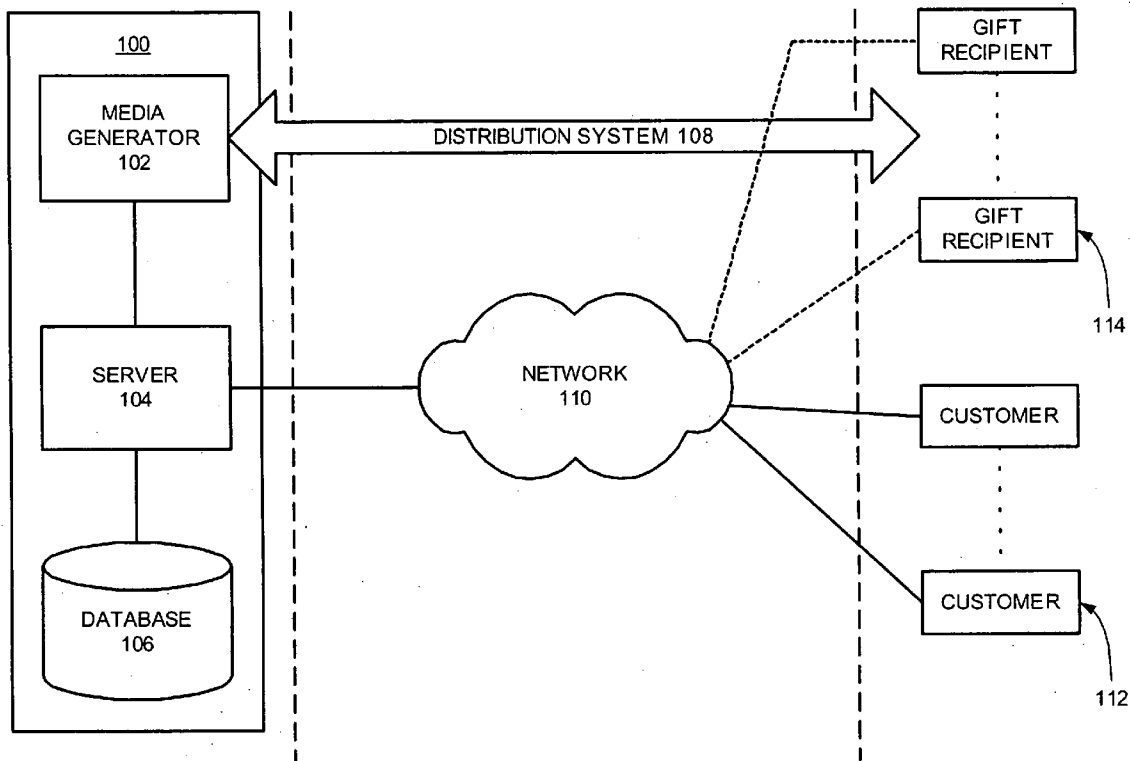 100
MEDIA
GENERATOR
102
DISTRIBUTION SYSTEM 108
GIFT
RECIPIENT
GIFT
RECIPIENT
114
SERVER
104
NETWORK
110
CUSTOMER
CUSTOMER
112
DATABASE
106